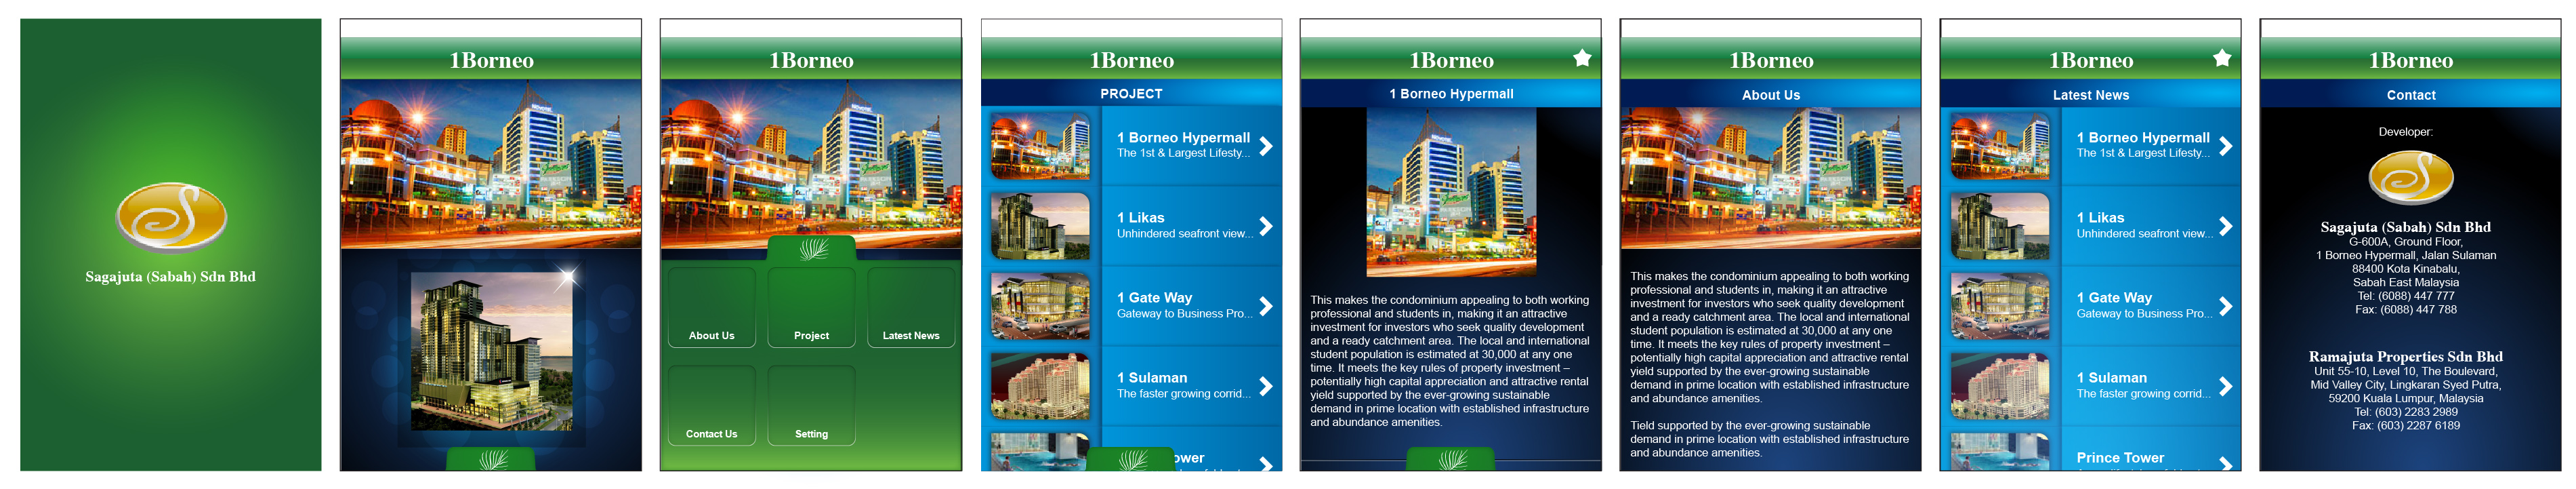 Sagajuta (Sabah) Sdn Bhd
1Borneo
NOVOTEL
1Borneo
NOVOTEL
About Us
Project
Latest News
Contact Us
Setting
1Borneo
PROJECT
1 Borneo Hypermall
The 1st & Largest Lifesty...
1 Likas
Unhindered seafront view...
1 Gate Way
Gateway to Business Pro...
1 Sulaman
The faster growing corrid...
ower
1Borneo
1 Borneo Hypermall
This makes the condominium appealing to both working
professional and students in, making it an attractive
investment for investors who seek quality development
and a ready catchment area. The local and international
student population is estimated at 30,000 at any one
time. It meets the key rules of property investment –
potentially high capital appreciation and attractive rental
yield supported by the ever-growing sustainable
demand in prime location with established infrastructure
and abundance amenities.
1Borneo
About Us
This makes the condominium appealing to both working
professional and students in, making it an attractive
investment for investors who seek quality development
and a ready catchment area. The local and international
student population is estimated at 30,000 at any one
time. It meets the key rules of property investment –
potentially high capital appreciation and attractive rental
yield supported by the ever-growing sustainable
demand in prime location with established infrastructure
and abundance amenities.
Tield supported by the ever-growing sustainable
demand in prime location with established infrastructure
and abundance amenities.
1Borneo
Latest News
1 Borneo Hypermall
The 1st & Largest Lifesty...
1 Likas
Unhindered seafront view...
1 Gate Way
Gateway to Business Pro...
1 Sulaman
The faster growing corrid...
Prince Tower
1Borneo
Contact
Developer:
Sagajuta (Sabah) Sdn Bhd
G-600A, Ground Floor,
1 Borneo Hypermall, Jalan Sulaman
88400 Kota Kinabalu,
Sabah East Malaysia
Tel: (6088) 447 777
Fax: (6088) 447 788
Ramajuta Properties Sdn Bhd
Unit 55-10, Level 10, The Boulevard,
Mid Valley City, Lingkaran Syed Putra,
59200 Kuala Lumpur, Malaysia
Tel: (603) 2283 2989
Fax: (603) 2287 6189